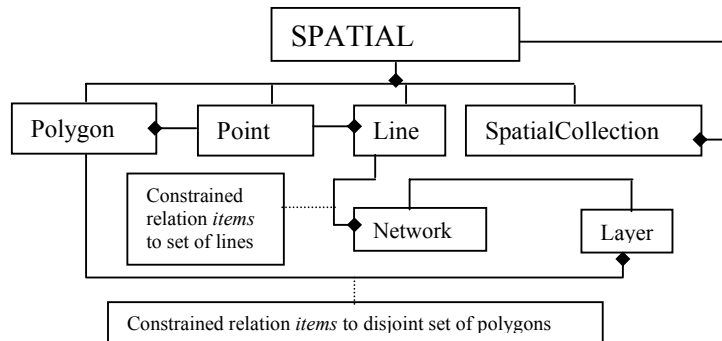 SPATIAL
Polygon
Point
Line
SpatialCollection
Constrained
relation items
to set of lines
Network
Layer
Constrained relation items to disjoint set of polygons